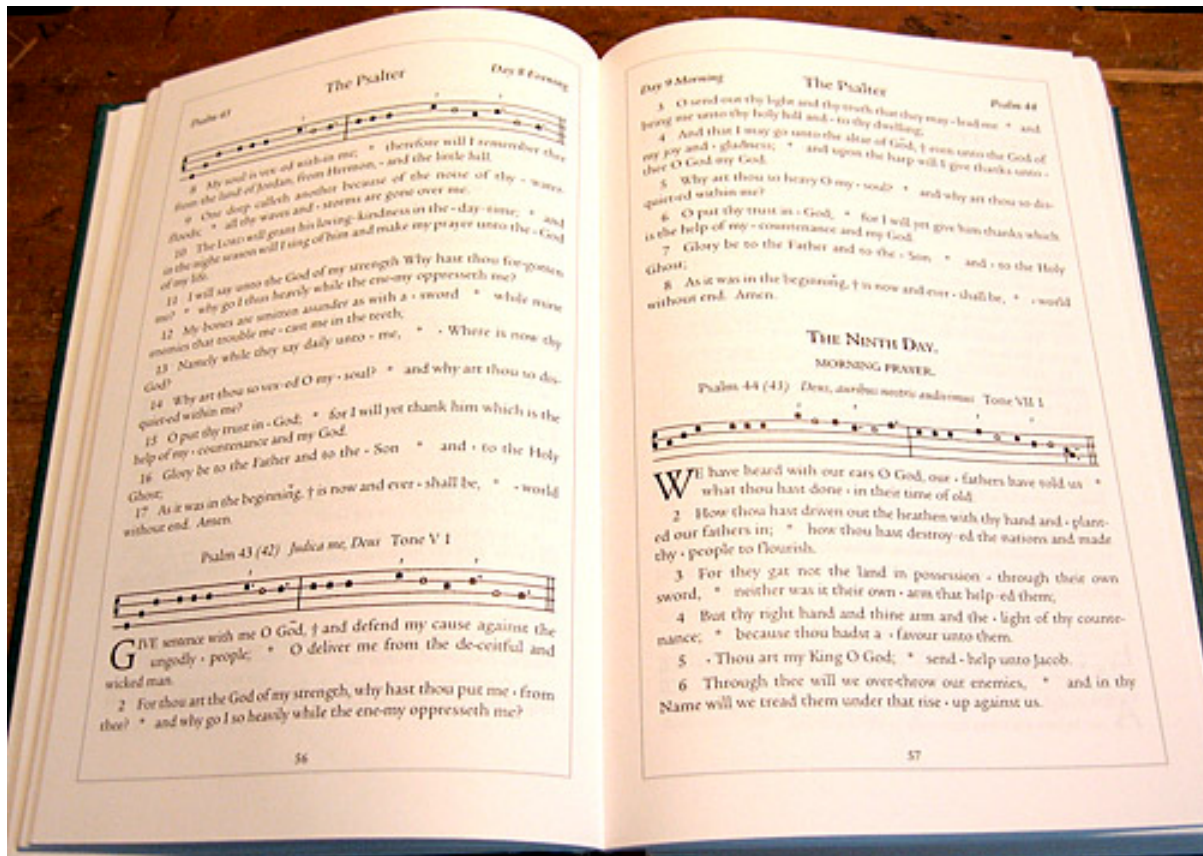 The Psalter
Day 8 Evening
Psalm 43
8 My soul is vex-ed with-in me; * therefore will I remember thee
from the land of Jordan, from Hermon, - and the little hill.
9 One deep calleth another because of the noise of thy - water-
floods; * all thy waves and - storms are gone over me.
10 The LORD will grant his loving-kindness in the - day-time; * and
in the night season will I sing of him and make my prayer unto the - God
of my life.
11 I will say unto the God of my strength Why hast thou for-gotten
me? * why go I thus heavily while the ene-my oppresseth me?
12 My bones are smitten asunder as with a - sword * while mine
enemies that trouble me - cast me in the teeth;
13 Namely while they say daily unto - me, * - Where is now thy
God?
14 Why art thou so vex-ed O my - soul? * and why art thou so dis-
quiet-ed within me?
15 O put thy trust in - God; * for I will yet thank him which is the
help of my - countenance and my God.
16 Glory be to the Father and to the - Son * and - to the Holy
Ghost;
17 As it was in the beginning, † is now and ever - shall be, * - world
without end. Amen.
Psalm 43 (42) Judica me, Deus Tone V 1
GIVE sentence with me O God, † and defend my cause against the
ungodly - people; * O deliver me from the de-ceitful and
wicked man.
2 For thou art the God of my strength, why hast thou put me - from
thee? * and why go I so heavily while the ene-my oppresseth me?
56
Day 9 Morning
The Psalter
Psalm 44
3 O send out thy light and thy truth that they may - lead me * and
bring me unto thy holy hill and - to thy dwelling;
4 And that I may go unto the altar of God, † even unto the God of
my joy and - gladness; * and upon the harp will I give thanks unto -
thee O God my God.
5 Why art thou so heavy O my - soul? * and why art thou so dis-
quiet-ed within me?
6 O put thy trust in - God, * for I will yet give him thanks which
is the help of my - countenance and my God.
7 Glory be to the Father and to the - Son * and - to the Holy
Ghost;
8 As it was in the beginning, † is now and ever - shall be, * - world
without end. Amen.
THE NINTH DAY.
MORNING PRAYER.
Psalm 44 (43) Deus, auribus nostris audivimus Tone VII 1
WE have heard with our ears O God, our - fathers have told us *
what thou hast done - in their time of old.
2 How thou hast driven out the heathen with thy hand and - plant-
ed our fathers in; * how thou hast destroy-ed the nations and made
thy - people to flourish.
3 For they gat not the land in possession - through their own
sword, * neither was it their own - arm that help-ed them;
4 But thy right hand and thine arm and the - light of thy counte-
nance; * because thou hadst a - favour unto them.
5 - Thou art my King O God; * send - help unto Jacob.
6 Through thee will we over-throw our enemies, * and in thy
Name will we tread them under that rise - up against us.
57